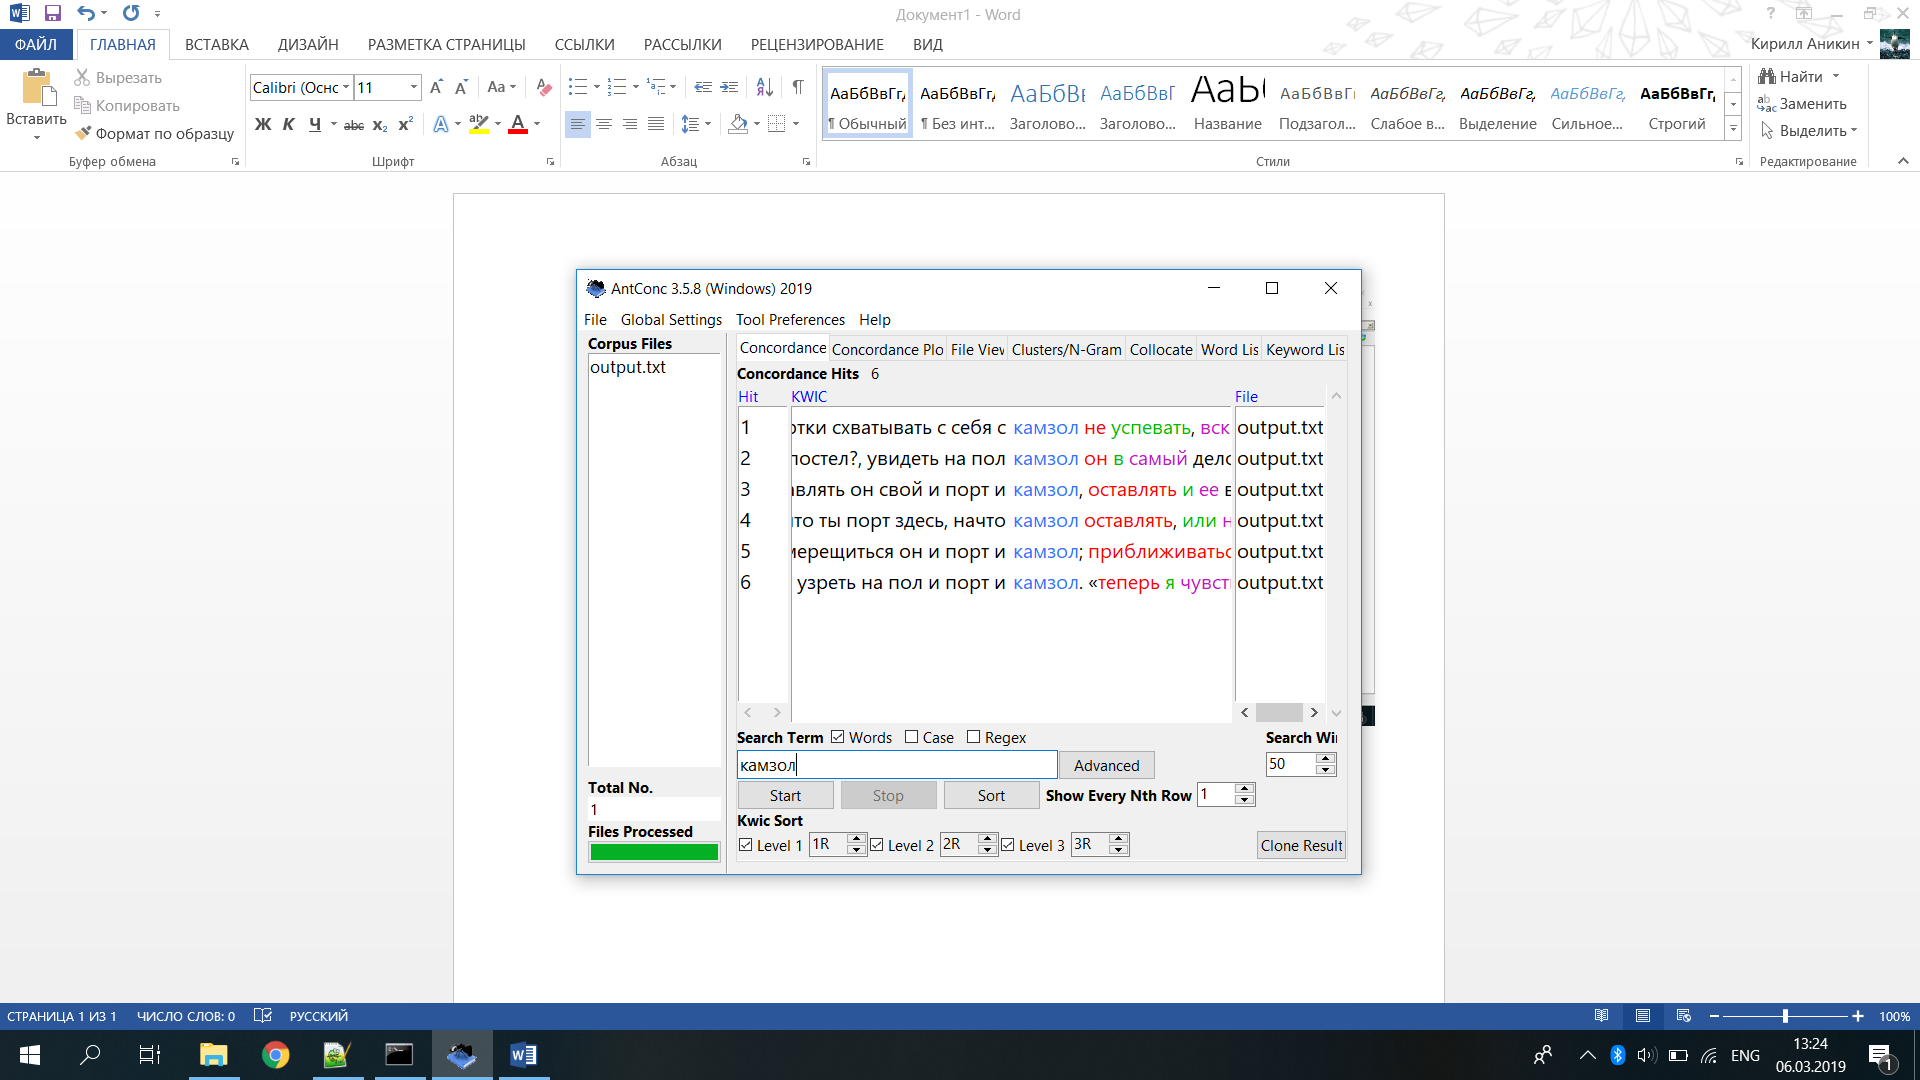 Документ1 - Word
ФАЙЛ ГЛАВНАЯ ВСТАВКА ДИЗАЙН РАЗМЕТКА СТРАНИЦЫ ССЫЛКИ РАССЫЛКИ РЕЦЕНЗИРОВАНИЕ ВИД Кирилл Аникин
Вставить
Вырезать
Копировать
Формат по образцу
Буфер обмена
Calibri (Оснс 11
Ж К Ч abc x₂ x²
Шрифт
Абзац
АаБбВвГг, АаБбВвГг, АаБбВв АаБбВвГ АаБ АаБбВвГг АаБбВвГг, АаБбВвГг, АаБбВвГг, АаБбВвГг,
¶ Обычный ¶ Без инт... Заголово... Заголово... Название Подзагол... Слабое в... Выделение Сильное... Строгий
Стили
Найти
Заменить
Выделить
Редактирование
AntConc 3.5.8 (Windows) 2019
File Global Settings Tool Preferences Help
Corpus Files
output.txt
Total No.
1
Files Processed
Concordance Concordance Plo File Viev Clusters/N-Gram Collocate Word Lis Keyword Lis
Concordance Hits 6
Hit KWIC File
1 отки схватывать с себя с камзол не успевать, вск output.txt
2 постел?, увидеть на пол камзол он в самый дело output.txt
3 авлять он свой и порт и камзол, оставлять и ее в output.txt
4 что ты порт здесь, начто камзол оставлять, или н output.txt
5 мерещиться он и порт и камзол; приближиватьс output.txt
6 узреть на пол и порт и камзол. «теперь я чувст output.txt
Search Term Words Case Regex Search Wi
камзол Advanced 50
Start Stop Sort Show Every Nth Row 1
Kwic Sort
Level 1 1R Level 2 2R Level 3 3R Clone Result
СТРАНИЦА 1 ИЗ 1 ЧИСЛО СЛОВ: 0 РУССКИЙ 100%
ENG 13:24
06.03.2019
1